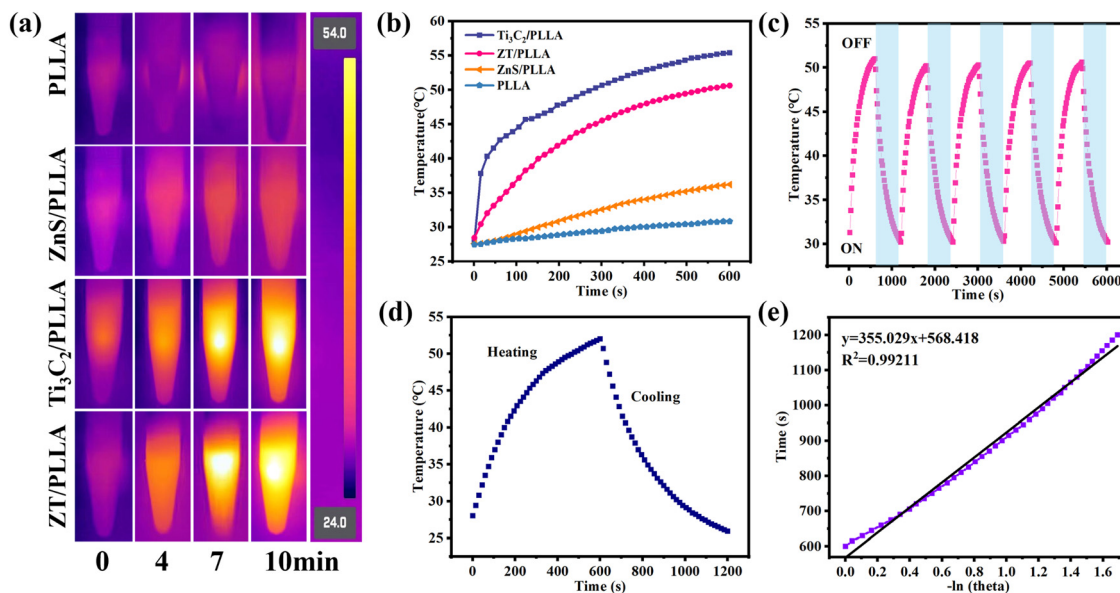 (a)
PLLA
ZnS/PLLA
Ti3C2/PLLA
ZT/PLLA
54.0
24.0
0 4 7 10min
(b)
Ti3C2/PLLA
ZT/PLLA
ZnS/PLLA
PLLA
Temperature(°C)
60
55
50
45
40
35
30
25
0 100 200 300 400 500 600
Time (s)
(c)
OFF
ON
Temperature (°C)
50
45
40
35
30
0 1000 2000 3000 4000 5000 6000
Time (s)
(d)
Heating
Cooling
Temperature (°C)
55
50
45
40
35
30
25
0 200 400 600 800 1000 1200
Time (s)
(e)
y=355.029x+568.418
R²=0.99211
Time (s)
1200
1100
1000
900
800
700
600
0.0 0.2 0.4 0.6 0.8 1.0 1.2 1.4 1.6
-ln (theta)